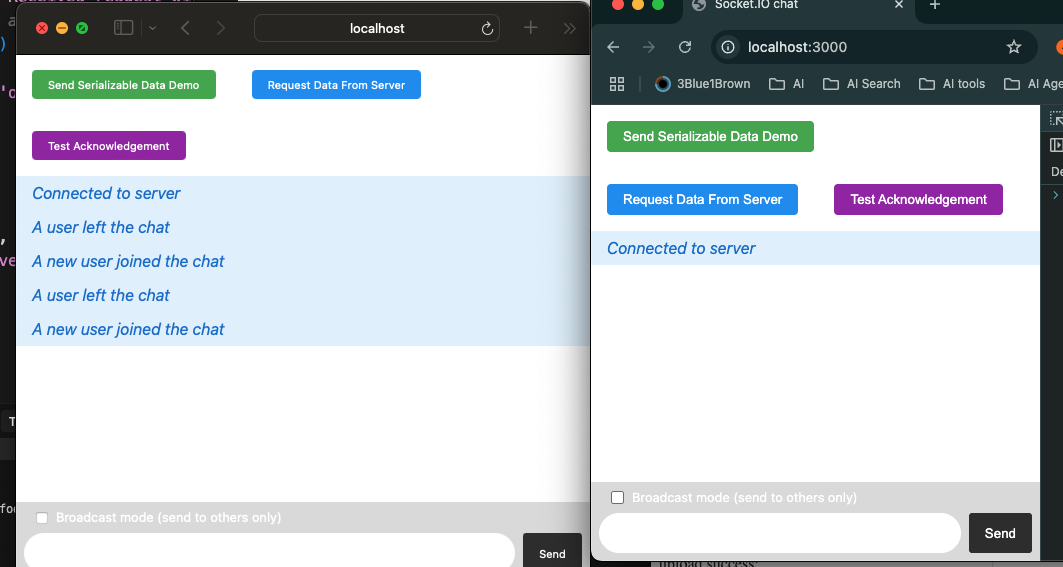 localhost
Send Serializable Data Demo
Request Data From Server
Test Acknowledgement
Connected to server
A user left the chat
A new user joined the chat
A user left the chat
A new user joined the chat
Broadcast mode (send to others only)
Send
Socket.IO chat
localhost:3000
3Blue1Brown
AI
AI Search
AI tools
AI Age
Send Serializable Data Demo
Request Data From Server
Test Acknowledgement
Connected to server
Broadcast mode (send to others only)
Send